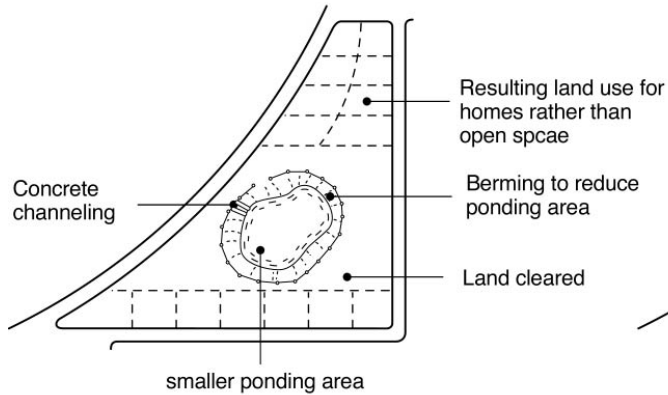 Resulting land use for
homes rather than
open spcae
Concrete
channeling
Berming to reduce
ponding area
Land cleared
smaller ponding area